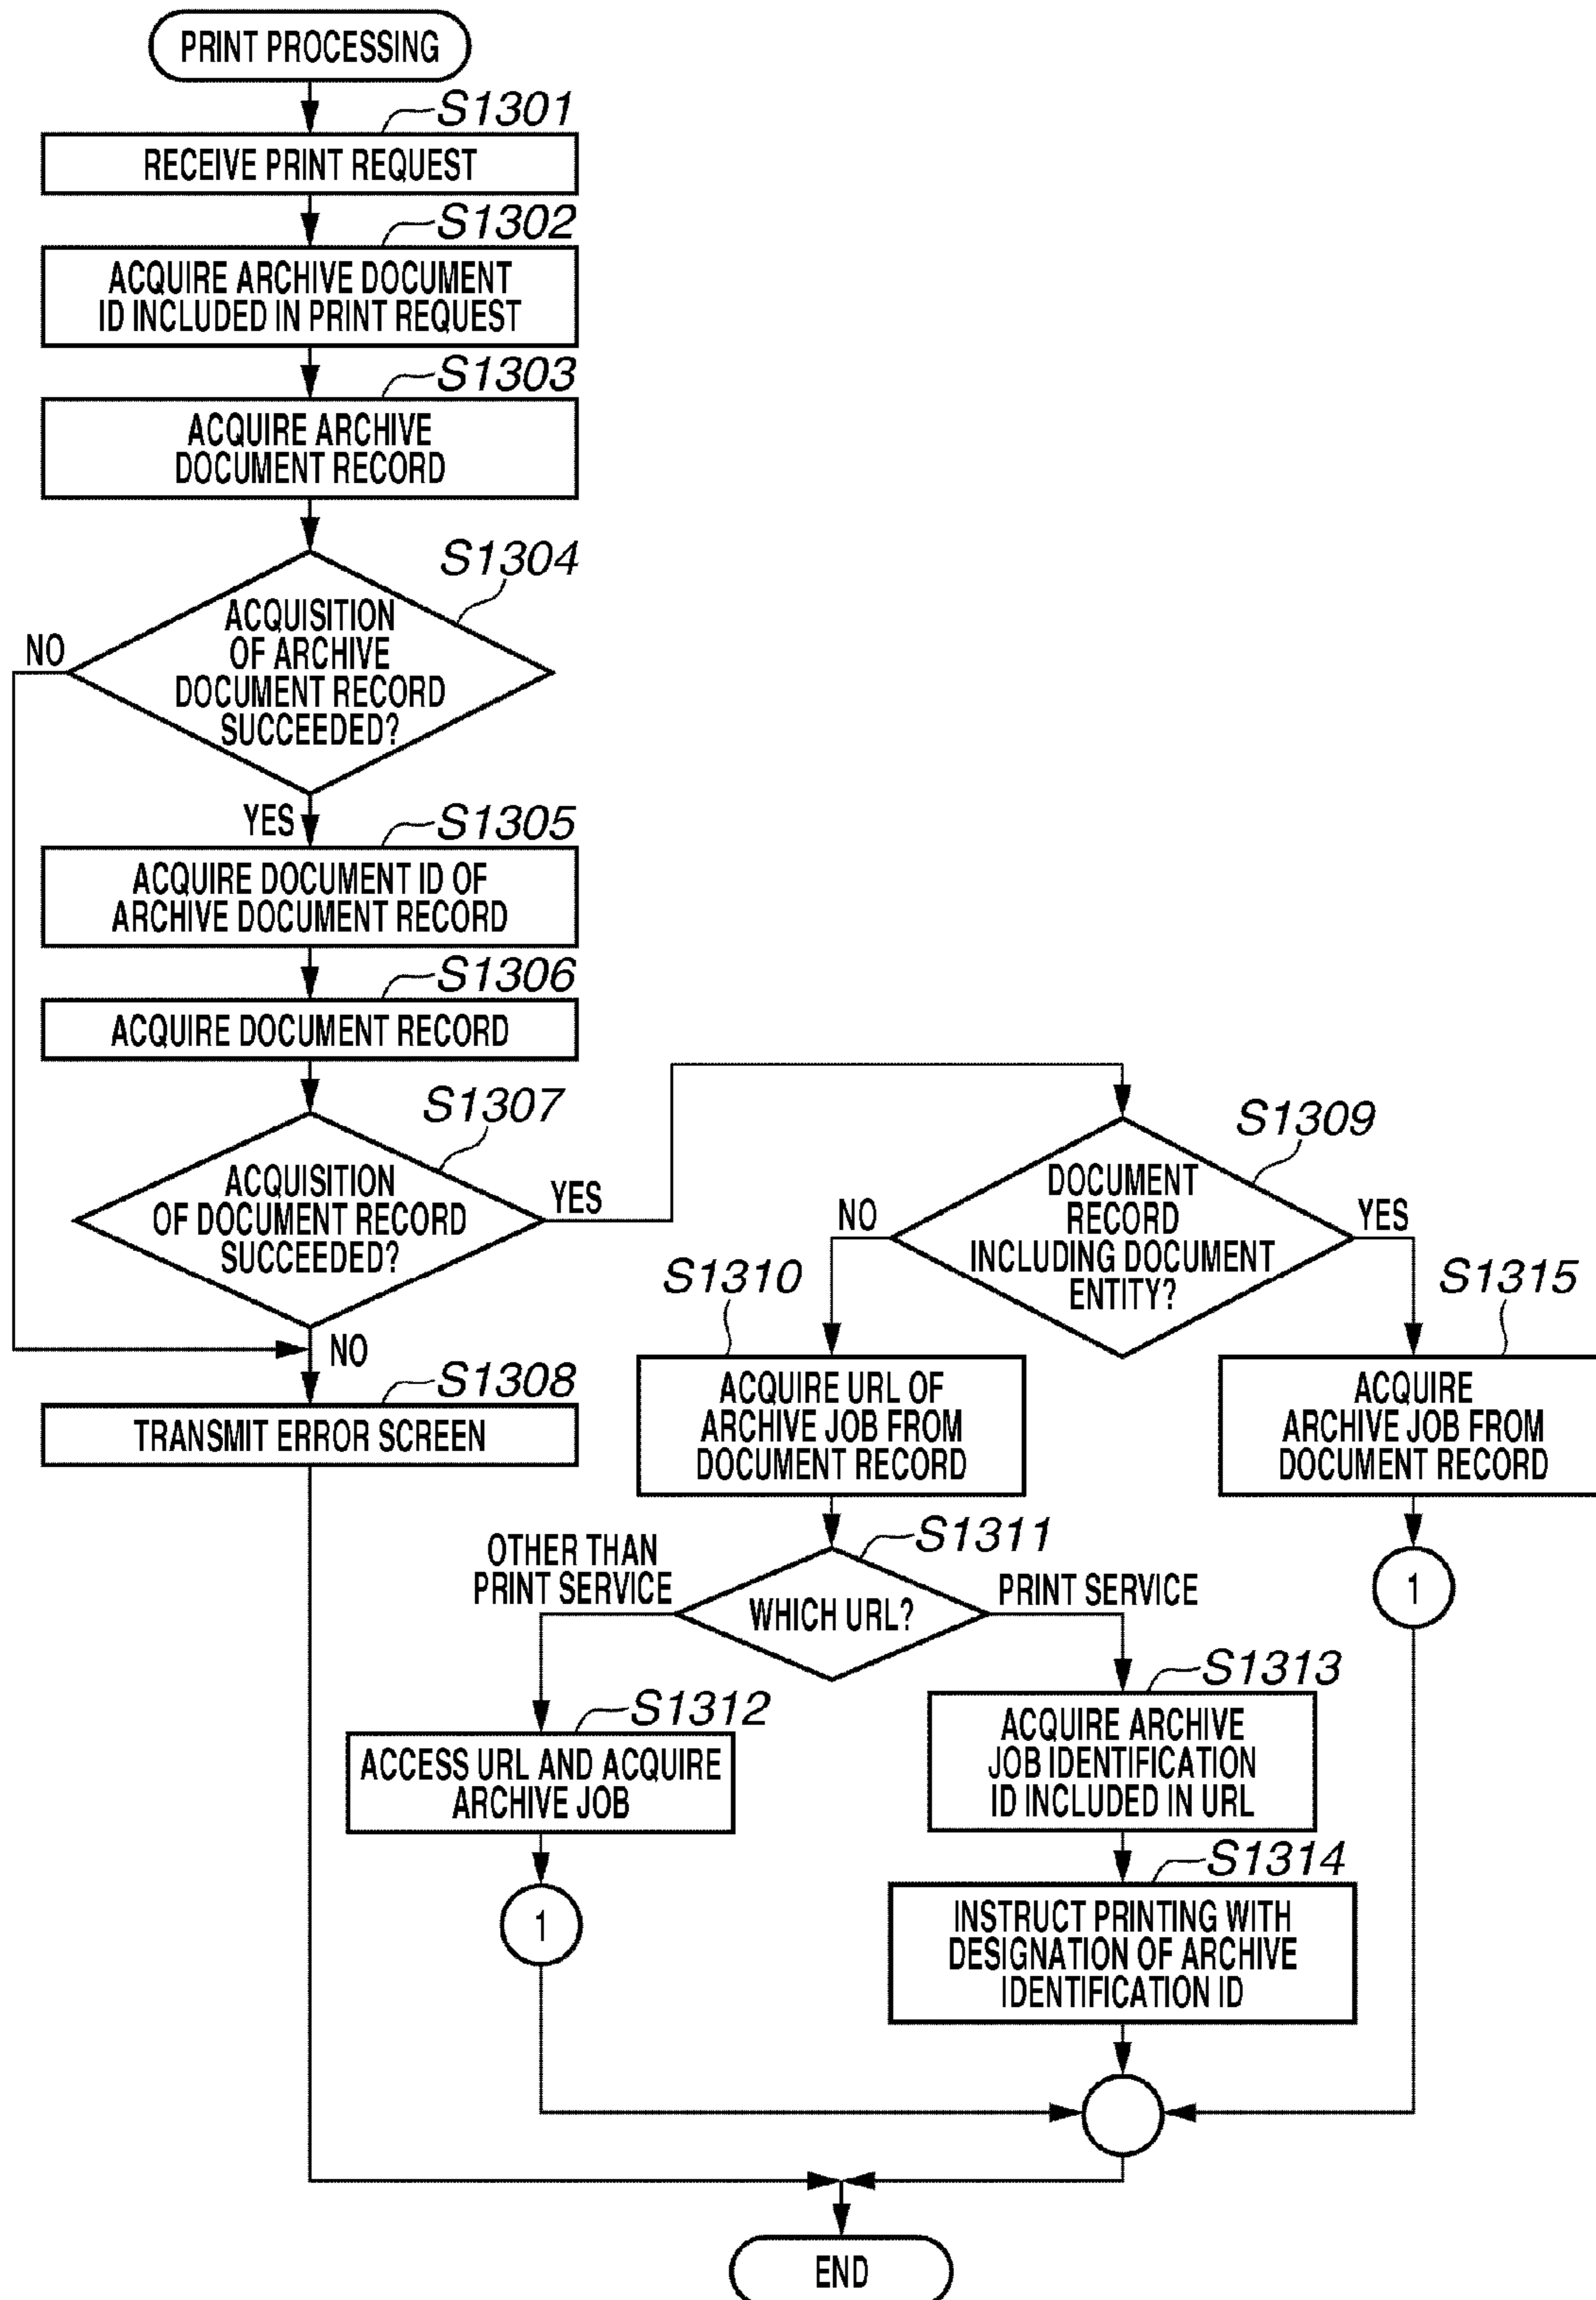 PRINT PROCESSING
S1301
RECEIVE PRINT REQUEST
S1302
ACQUIRE ARCHIVE DOCUMENT
ID INCLUDED IN PRINT REQUEST
S1303
ACQUIRE ARCHIVE
DOCUMENT RECORD
S1304
ACQUISITION
OF ARCHIVE
DOCUMENT RECORD
SUCCEEDED?
NO
YES
S1305
ACQUIRE DOCUMENT ID OF
ARCHIVE DOCUMENT RECORD
S1306
ACQUIRE DOCUMENT RECORD
S1307
ACQUISITION
OF DOCUMENT RECORD
SUCCEEDED?
YES
NO
S1308
TRANSMIT ERROR SCREEN
S1309
DOCUMENT
RECORD
INCLUDING DOCUMENT
ENTITY?
NO
YES
S1310
ACQUIRE URL OF
ARCHIVE JOB FROM
DOCUMENT RECORD
S1315
ACQUIRE
ARCHIVE JOB FROM
DOCUMENT RECORD
1
S1311
WHICH URL?
OTHER THAN
PRINT SERVICE
PRINT SERVICE
S1312
ACCESS URL AND ACQUIRE
ARCHIVE JOB
1
S1313
ACQUIRE ARCHIVE
JOB IDENTIFICATION
ID INCLUDED IN URL
S1314
INSTRUCT PRINTING WITH
DESIGNATION OF ARCHIVE
IDENTIFICATION ID
END